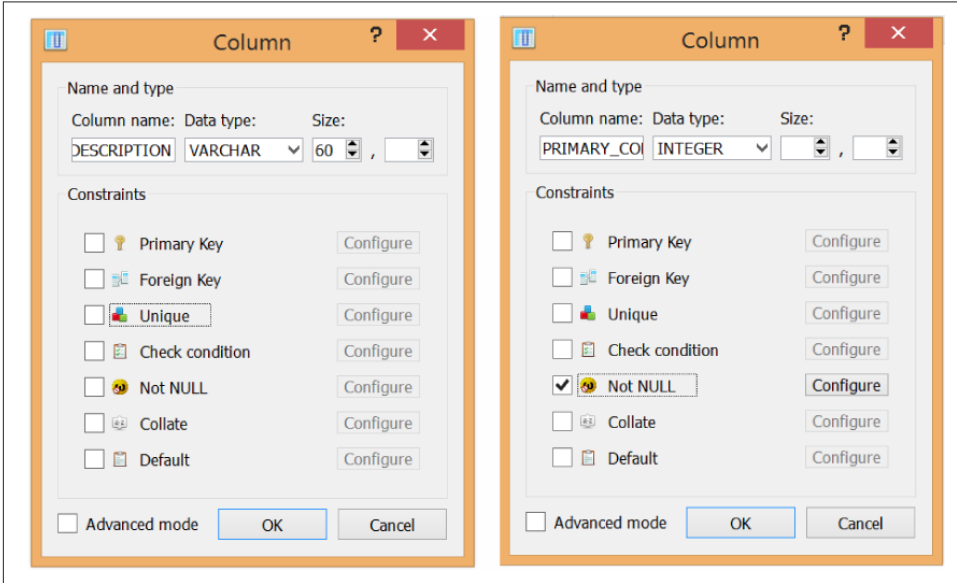 Column ?
Name and type
Column name: Data type: Size:
DESCRIPTION VARCHAR 60 ,
Constraints
Primary Key Configure
Foreign Key Configure
Unique Configure
Check condition Configure
Not NULL Configure
Collate Configure
Default Configure
Advanced mode OK Cancel
Column ?
Name and type
Column name: Data type: Size:
PRIMARY_COL INTEGER ,
Constraints
Primary Key Configure
Foreign Key Configure
Unique Configure
Check condition Configure
Not NULL Configure
Collate Configure
Default Configure
Advanced mode OK Cancel